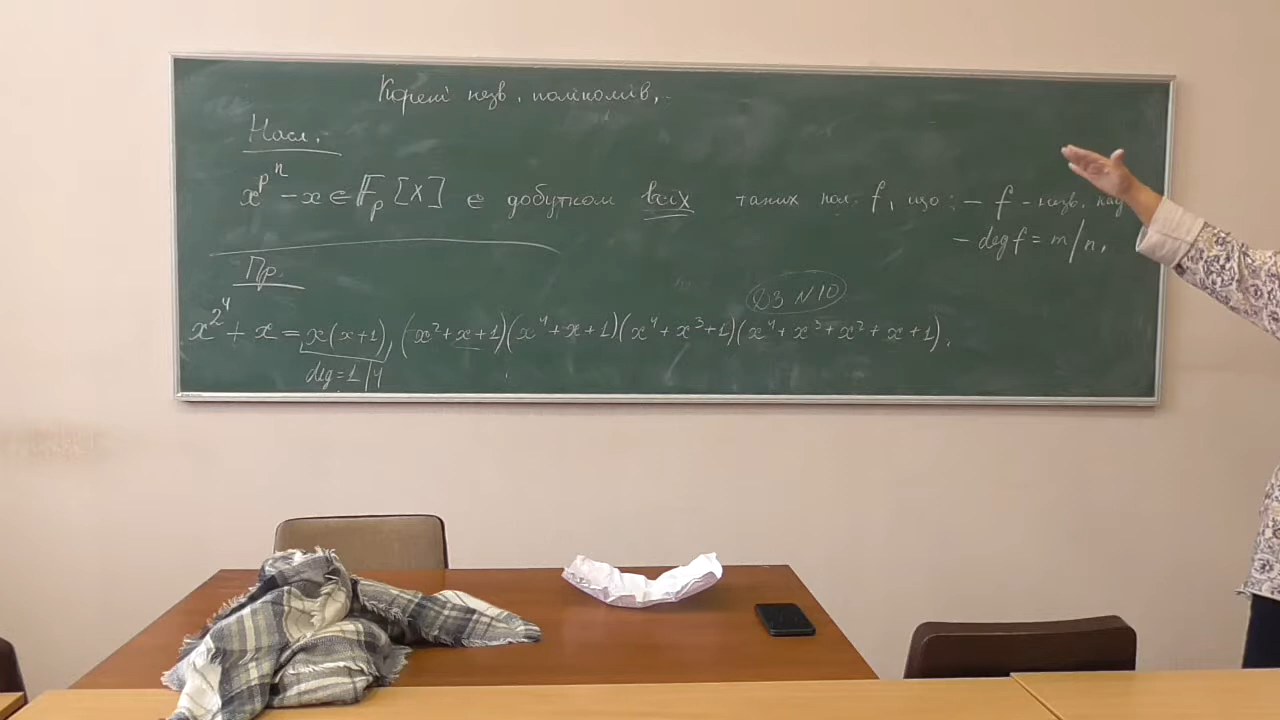 Корені незв. поліномів.
Насл.
x^{p^n} - x ∈ 𝔽_p[X] є добутком всіх таких пол. f, що: - f - незв. над
- deg f = m/n.
Пр.
ДЗ №10
x^{2^4} + x = x(x+1), (x^2+x+1)(x^4+x+1)(x^4+x^3+1)(x^4+x^3+x^2+x+1).
deg=1/4